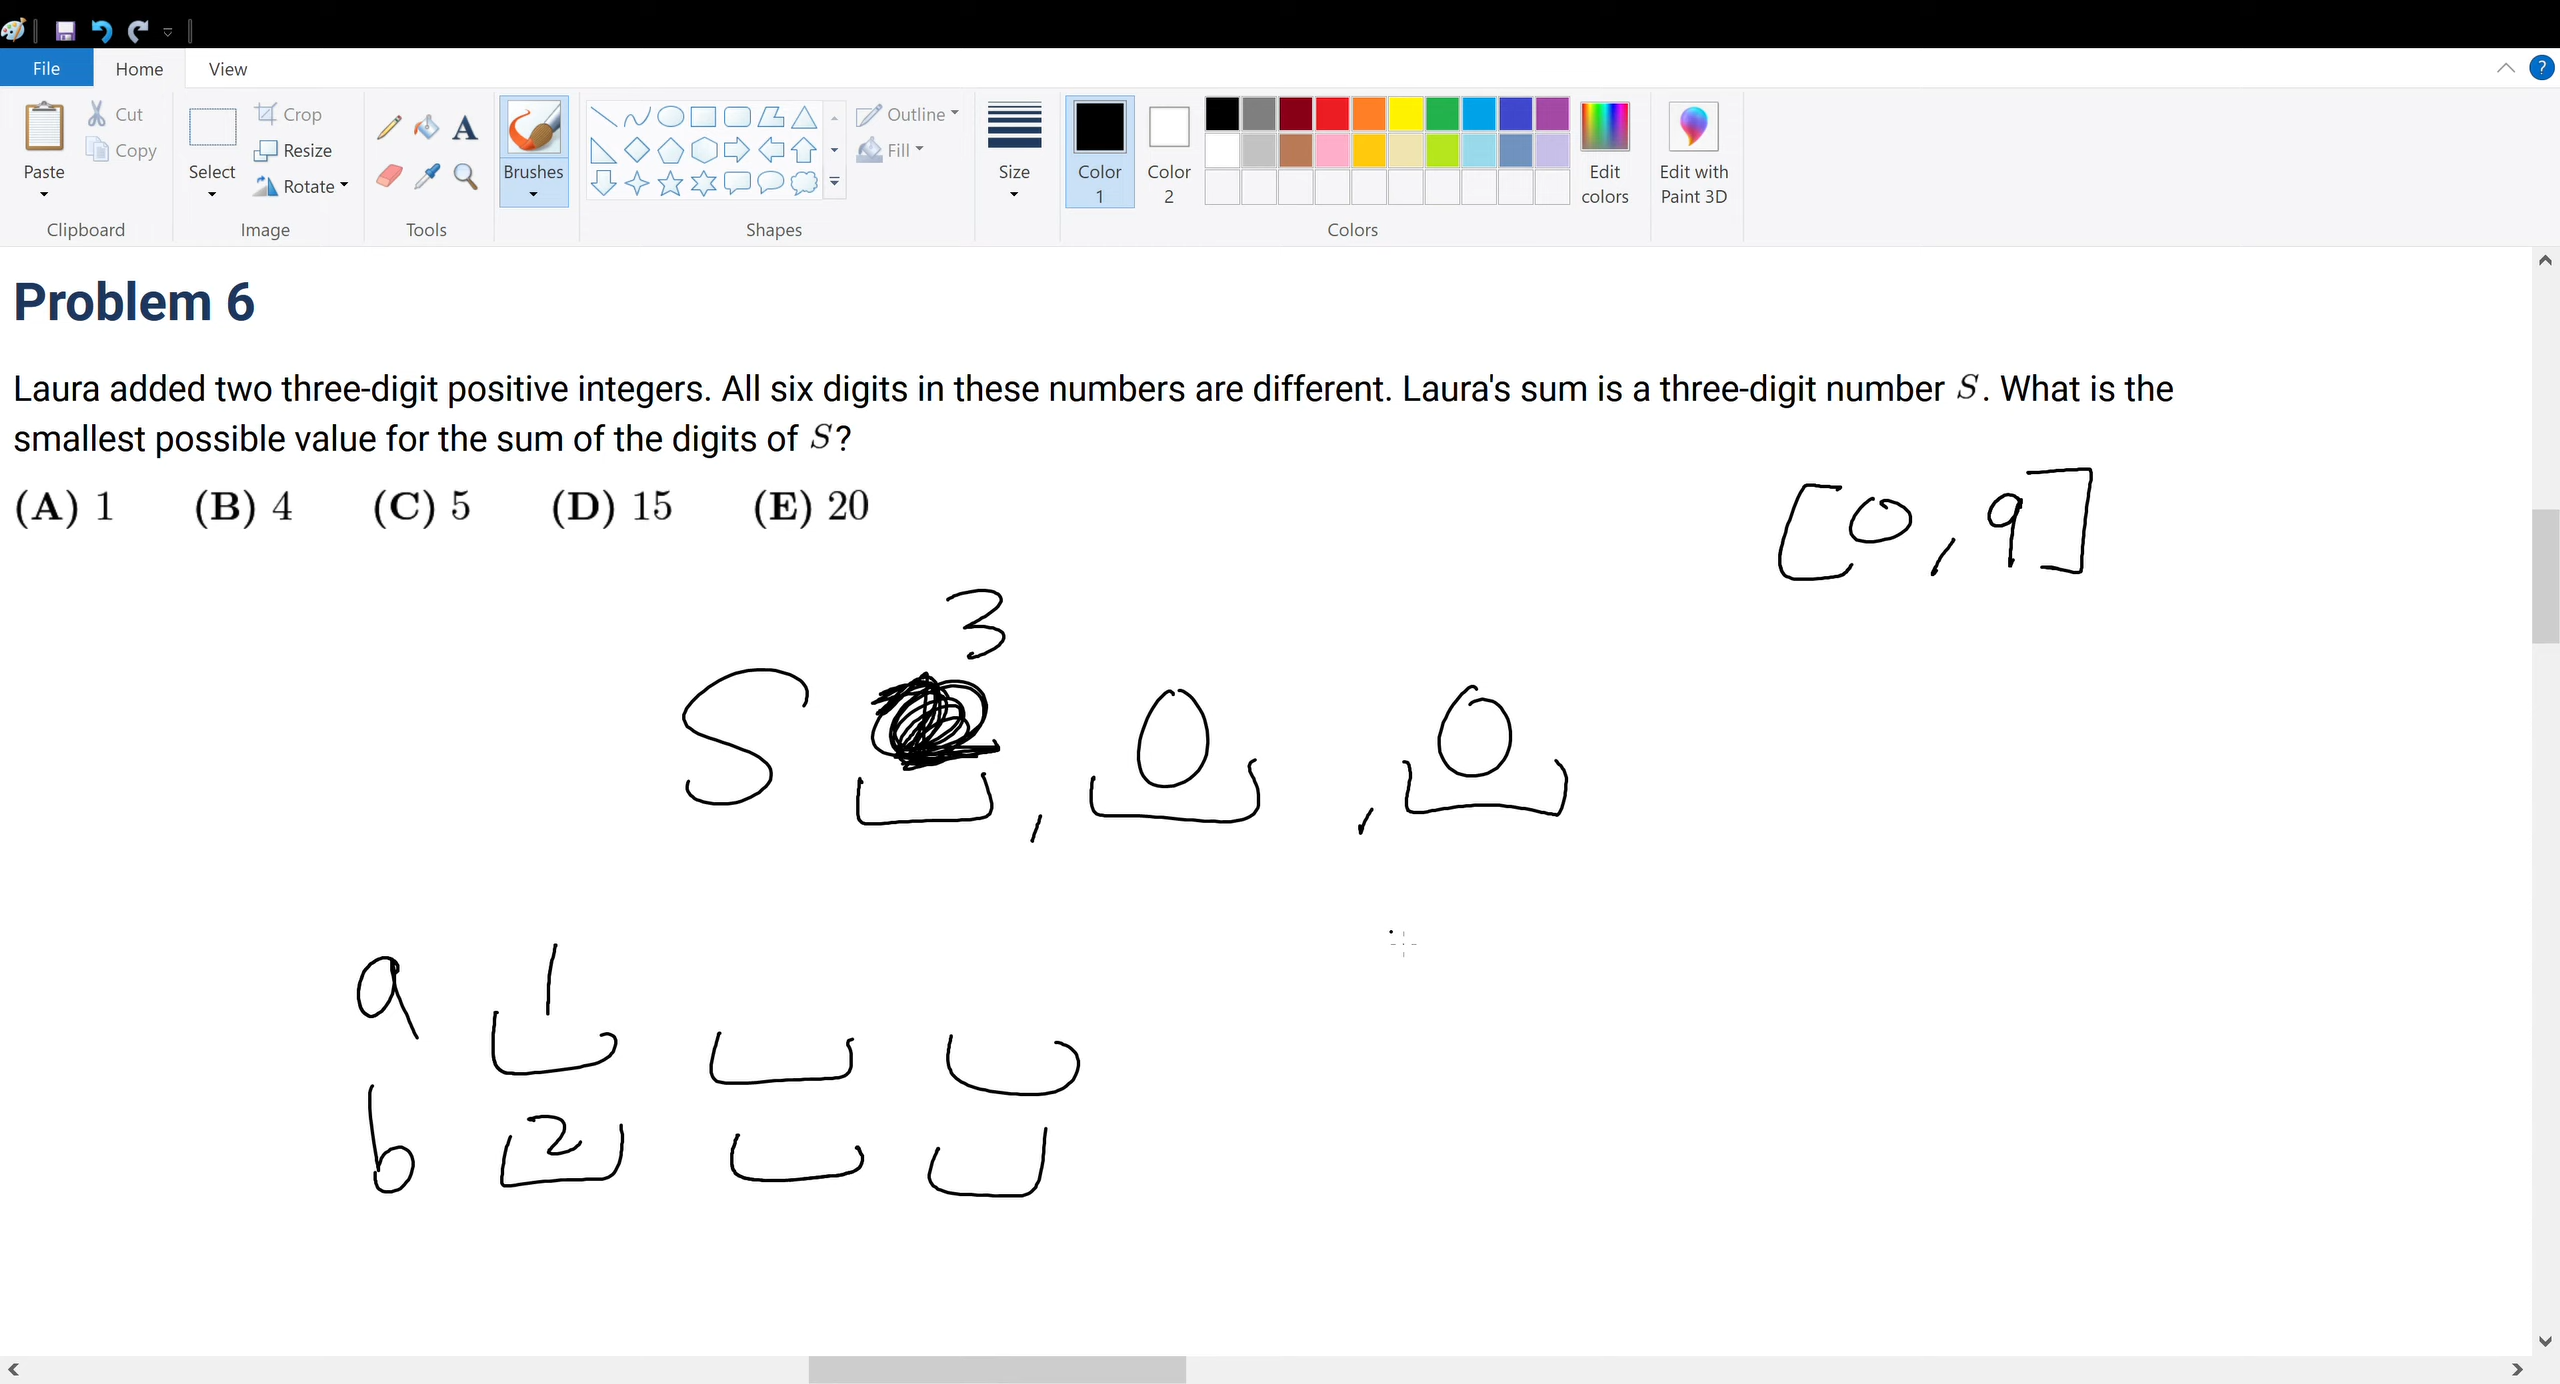 File Home View
Paste Cut Copy Select Crop Resize Rotate A Brushes Outline Fill Size Color 1 Color 2 Edit colors Edit with Paint 3D ?
Clipboard Image Tools Shapes Colors
Problem 6
Laura added two three-digit positive integers. All six digits in these numbers are different. Laura's sum is a three-digit number S. What is the
smallest possible value for the sum of the digits of S?
(A) 1 (B) 4 (C) 5 (D) 15 (E) 20
[0, 9]
3
S , 0 , 0
a 1
b 2